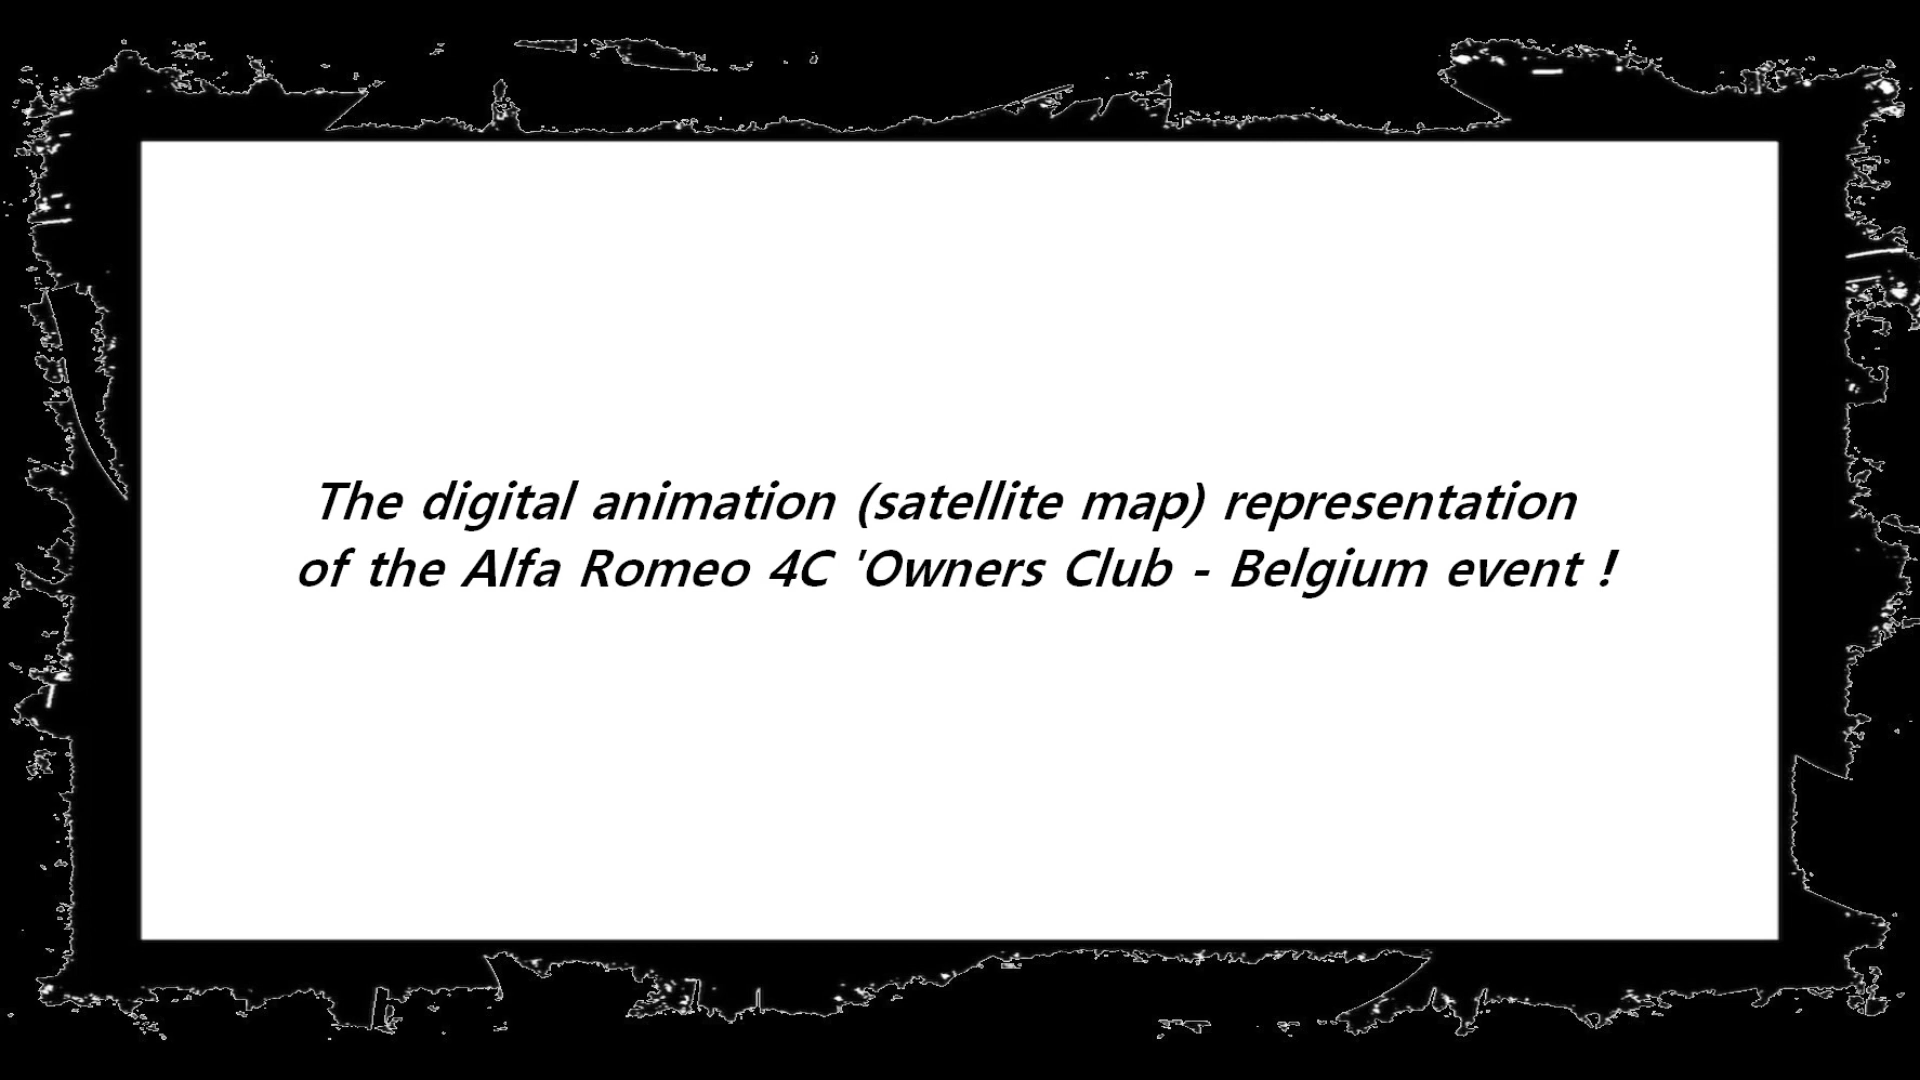 The digital animation (satellite map) representation
of the Alfa Romeo 4C 'Owners Club - Belgium event !